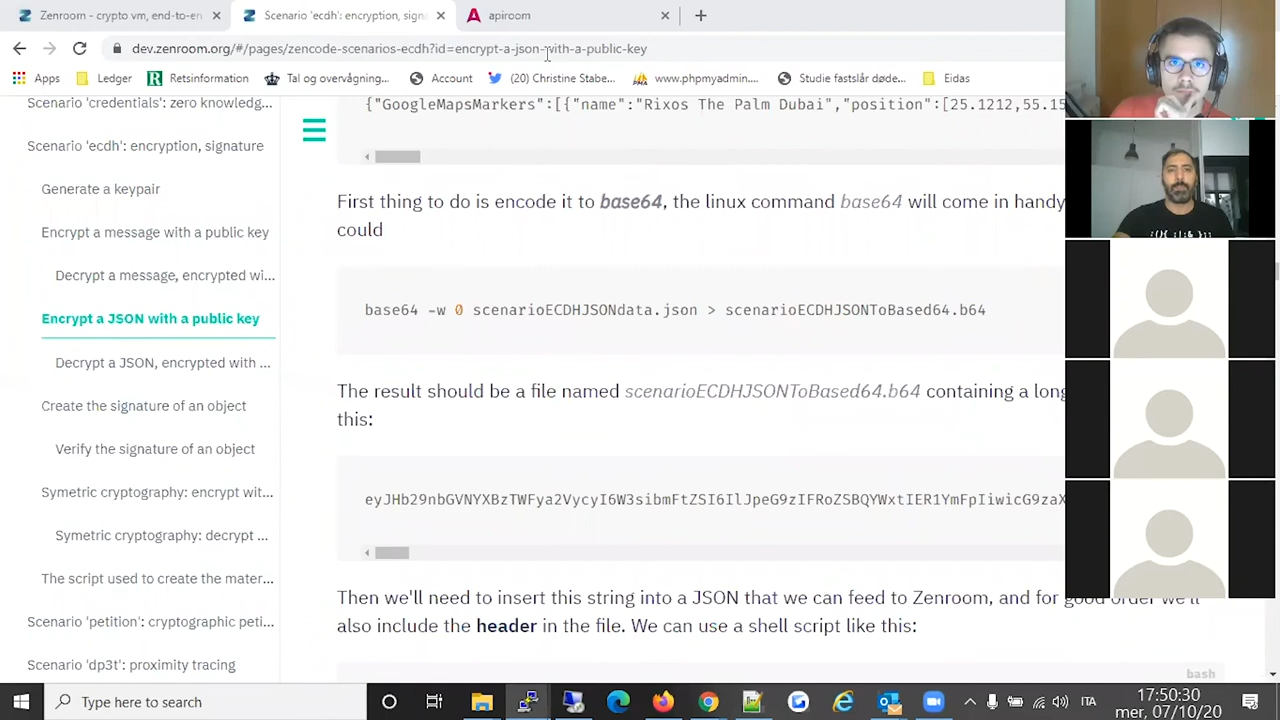 Zenroom - crypto vm, end-to-en
Scenario 'ecdh': encryption, sign
apiroom
dev.zenroom.org/#/pages/zencode-scenarios-ecdh?id=encrypt-a-json-with-a-public-key
Apps
Ledger
Retsinformation
Tal og overvågning...
Account
(20) Christine Stabe...
www.phpmyadmin....
Studie fastslår døde...
Eidas
Scenario 'credentials': zero knowledg...
Scenario 'ecdh': encryption, signature
Generate a keypair
Encrypt a message with a public key
Decrypt a message, encrypted wi...
Encrypt a JSON with a public key
Decrypt a JSON, encrypted with ...
Create the signature of an object
Verify the signature of an object
Symetric cryptography: encrypt wit...
Symetric cryptography: decrypt ...
The script used to create the mater...
Scenario 'petition': cryptographic peti...
Scenario 'dp3t': proximity tracing
{"GoogleMapsMarkers":[{"name":"Rixos The Palm Dubai","position":[25.1212,55.15
First thing to do is encode it to base64, the linux command base64 will come in handy
could
base64 -w 0 scenarioECDHJSONdata.json > scenarioECDHJSONToBased64.b64
The result should be a file named scenarioECDHJSONToBased64.b64 containing a long
this:
eyJHb29nbGVNYXBzTWFya2VycyI6W3sibmFtZSI6IlJpeG9zIFRoZSBQYWxtIER1YmFpIiwicG9zaX
Then we'll need to insert this string into a JSON that we can feed to Zenroom, and for good order we'll
also include the header in the file. We can use a shell script like this:
bash
Type here to search
ITA
17:50:30
mer, 07/10/20